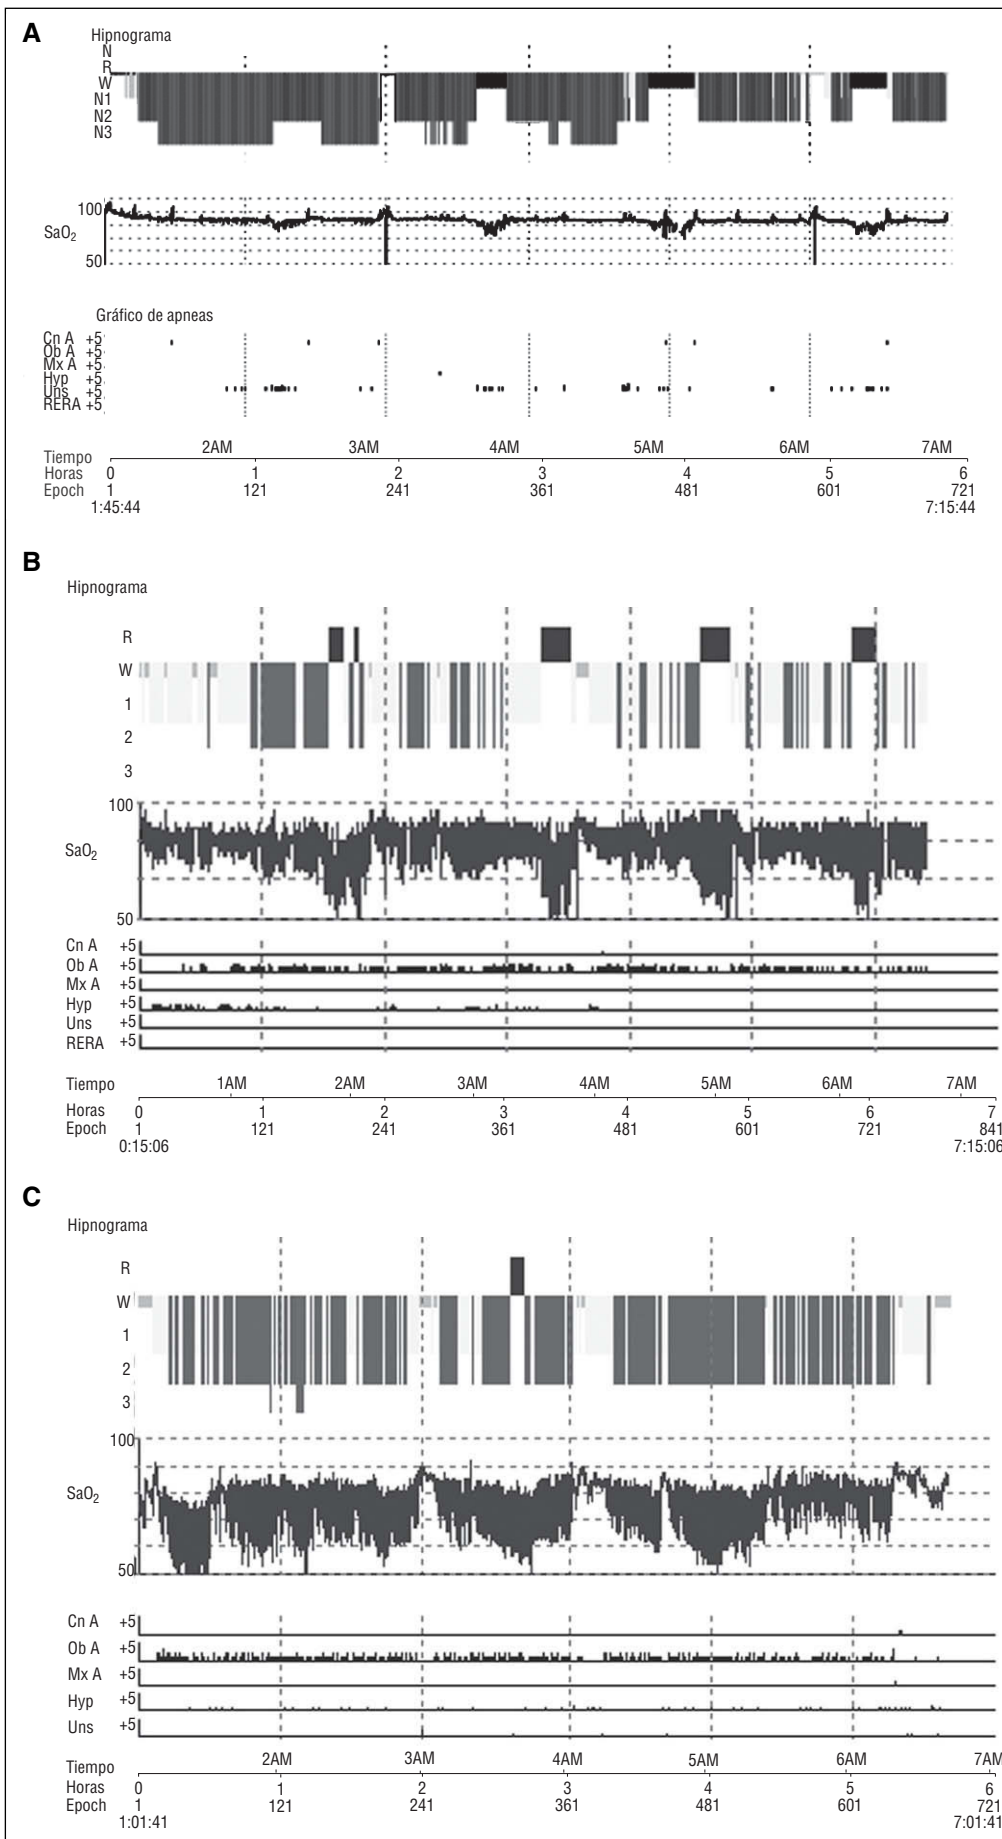 A
Hipnograma
N
R
W
N1
N2
N3
100
SaO2
50
Gráfico de apneas
Cn A +5
Ob A +5
Mx A +5
Hyp +5
Uns +5
RERA +5
2AM 3AM 4AM 5AM 6AM 7AM
Tiempo
Horas 0 1 2 3 4 5 6
Epoch 1 121 241 361 481 601 721
1:45:44 7:15:44
B
Hipnograma
R
W
1
2
3
100
SaO2
50
Cn A +5
Ob A +5
Mx A +5
Hyp +5
Uns +5
RERA +5
Tiempo 1AM 2AM 3AM 4AM 5AM 6AM 7AM
Horas 0 1 2 3 4 5 6 7
Epoch 1 121 241 361 481 601 721 841
0:15:06 7:15:06
C
Hipnograma
R
W
1
2
3
100
SaO2
50
Cn A +5
Ob A +5
Mx A +5
Hyp +5
Uns +5
Tiempo 2AM 3AM 4AM 5AM 6AM 7AM
Horas 0 1 2 3 4 5 6
Epoch 1 121 241 361 481 601 721
1:01:41 7:01:41